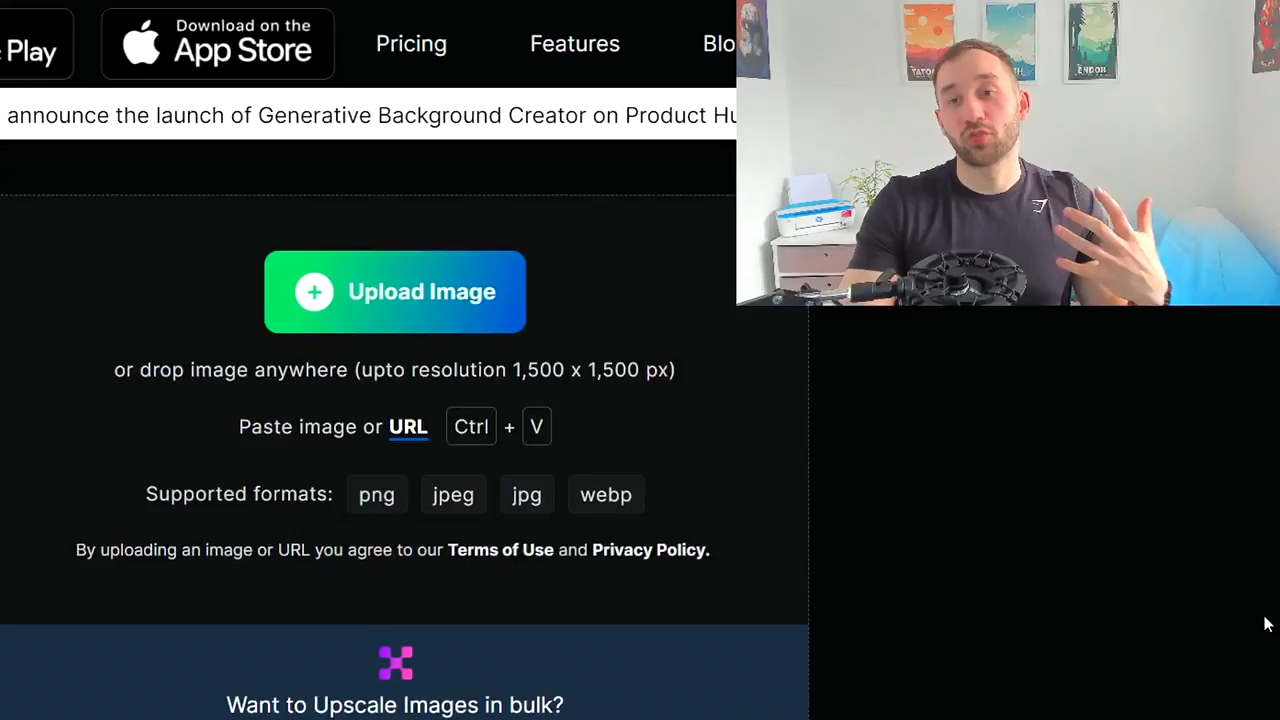 Play
Download on the
App Store
Pricing
Features
announce the launch of Generative Background Creator on Product
ENDOR
+ Upload Image
or drop image anywhere (upto resolution 1,500 x 1,500 px)
Paste image or URL Ctrl + V
Supported formats: png jpeg jpg webp
By uploading an image or URL you agree to our Terms of Use and Privacy Policy.
Want to Upscale Images in bulk?